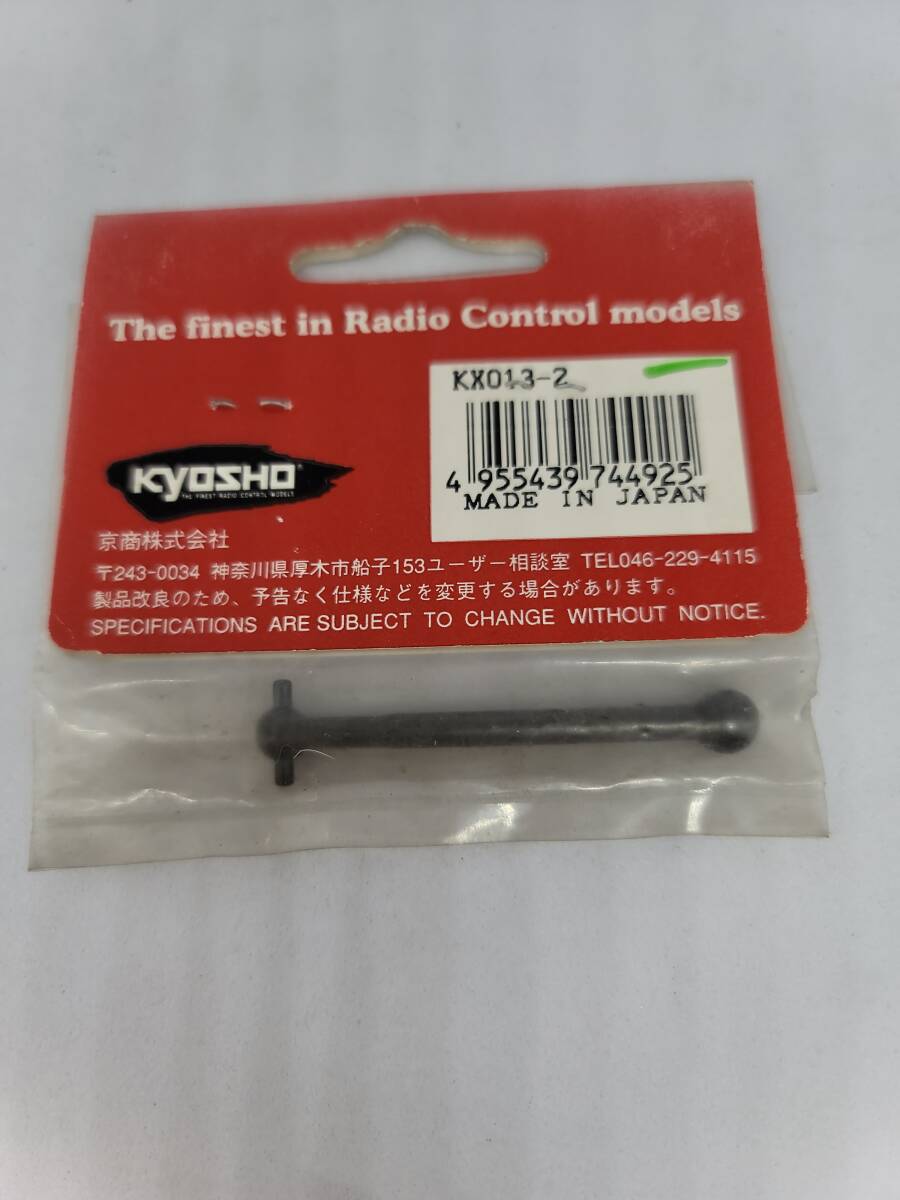 The finest in Radio Control models
KX013-2
4 955439 744925
MADE IN JAPAN
KYOSHO
THE FINEST RADIO CONTROL MODELS
京商株式会社
〒243-0034 神奈川県厚木市船子153ユーザー相談室 TEL046-229-4115
製品改良のため、予告なく仕様などを変更する場合があります。
SPECIFICATIONS ARE SUBJECT TO CHANGE WITHOUT NOTICE.